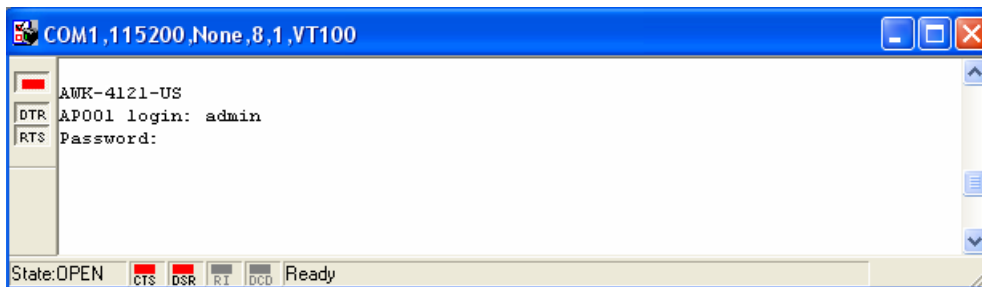 COM1,115200,None,8,1,VT100
AWK-4121-US
DTR
AP001 login: admin
RTS
Password:
State:OPEN
CTS
DSR
RI
DCD
Ready